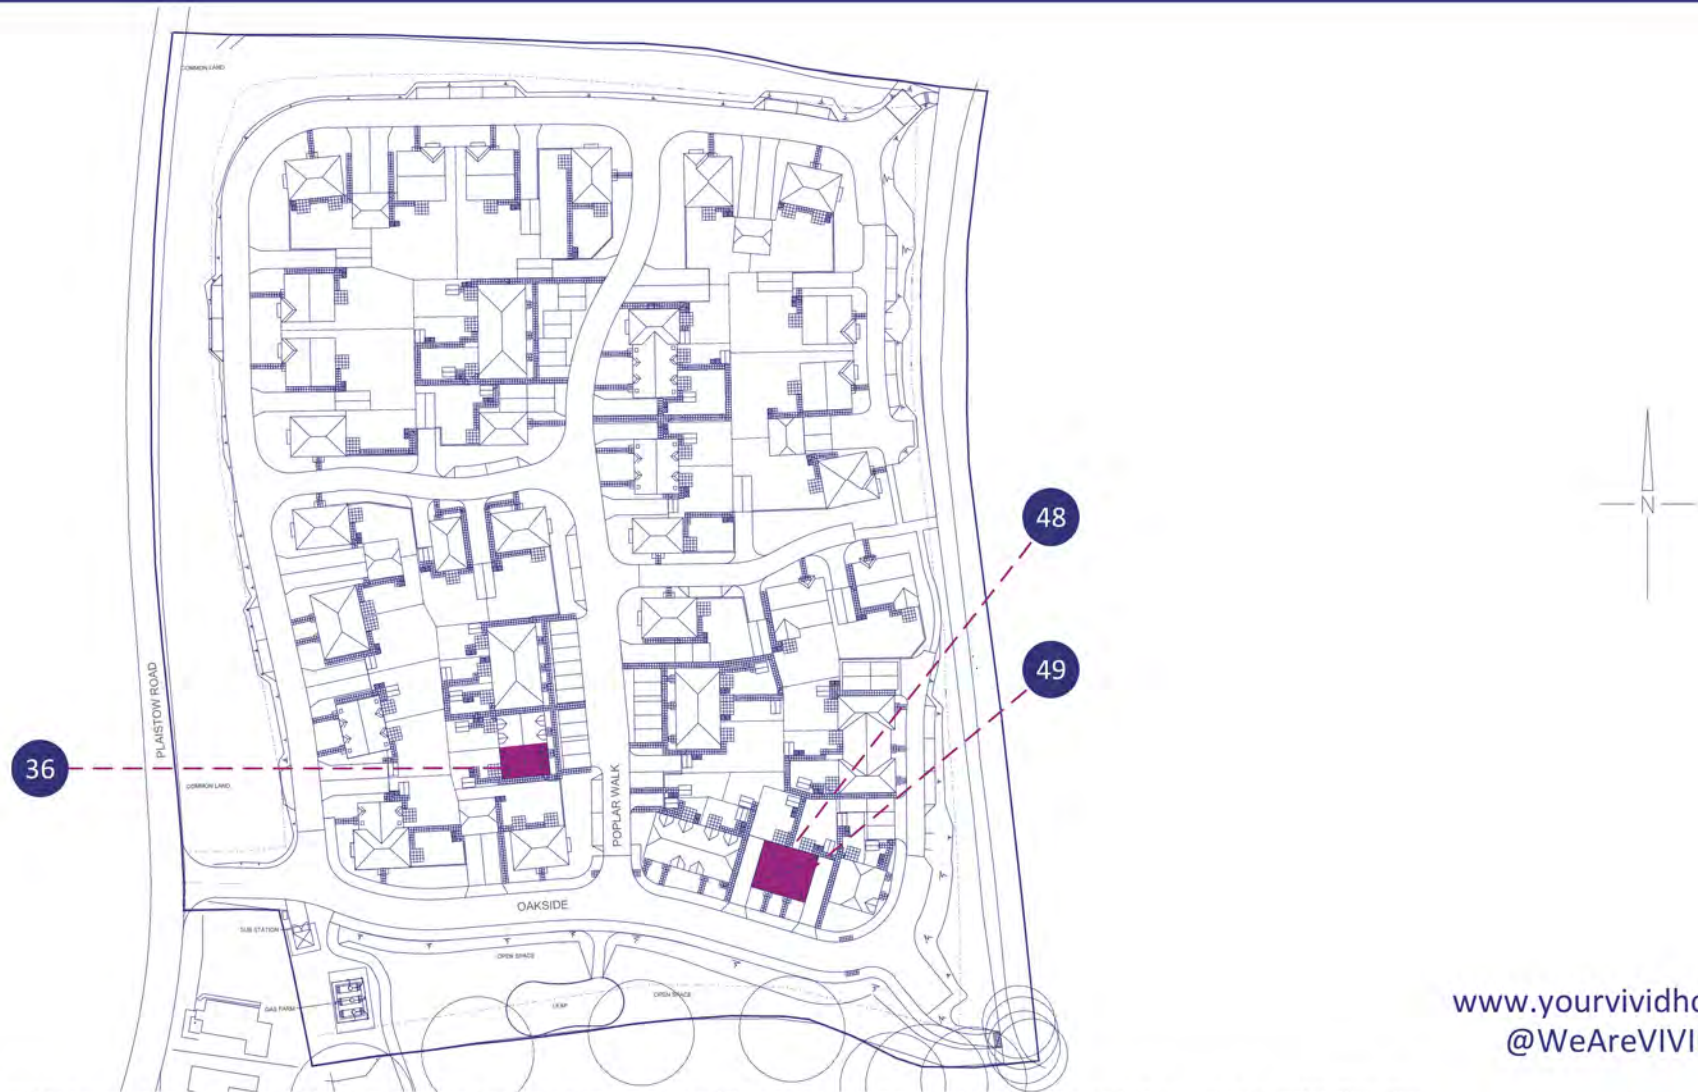 COMMON LAND
48
49
36
PLAISTOW ROAD
COMMON LAND
POPLAR WALK
OAKSIDE
SUB STATION
OPEN SPACE
OPEN SPACE
GAS FARM
LEAP
N
www.yourvividho
@WeAreVIVI